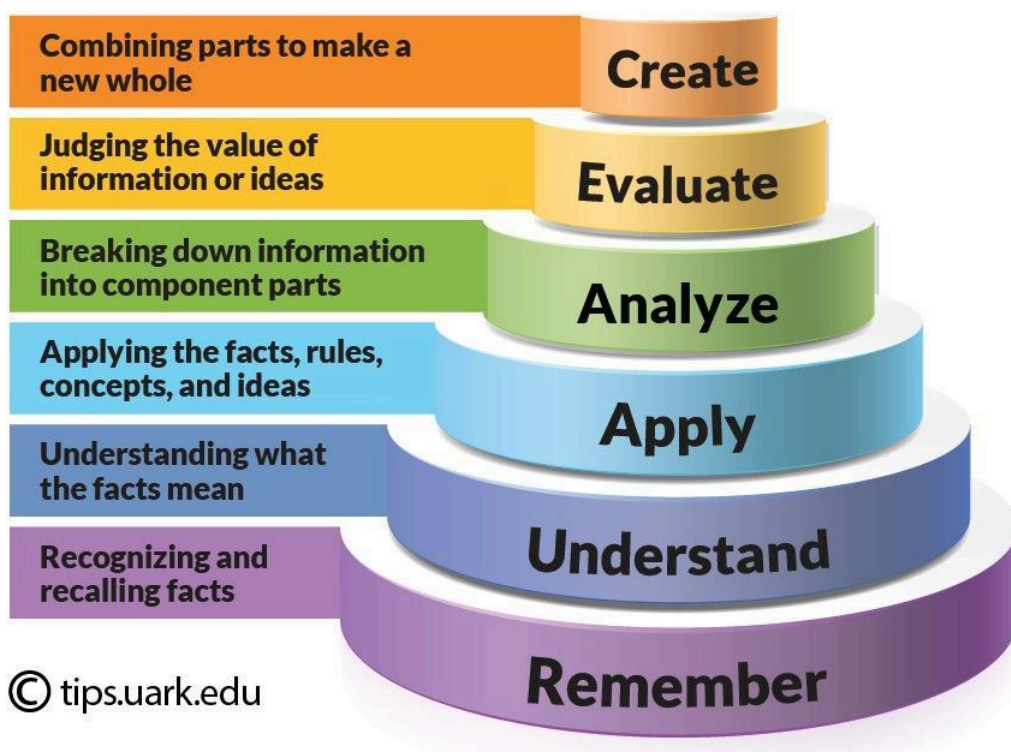 Combining parts to make a
new whole
Create
Judging the value of
information or ideas
Evaluate
Breaking down information
into component parts
Analyze
Applying the facts, rules,
concepts, and ideas
Apply
Understanding what
the facts mean
Understand
Recognizing and
recalling facts
Remember
© tips.uark.edu